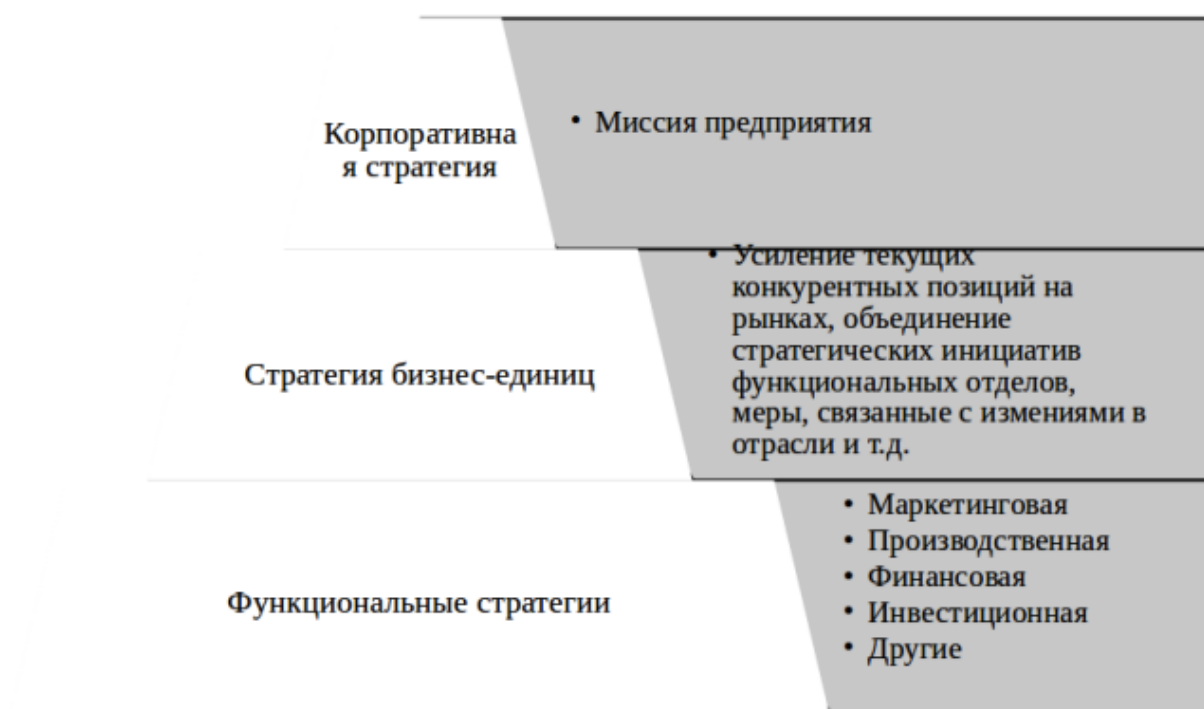 Корпоративна
я стратегия
• Миссия предприятия
Стратегия бизнес-единиц
• Усиление текущих
конкурентных позиций на
рынках, объединение
стратегических инициатив
функциональных отделов,
меры, связанные с измениями в
отрасли и т.д.
Функциональные стратегии
• Маркетинговая
• Производственная
• Финансовая
• Инвестиционная
• Другие